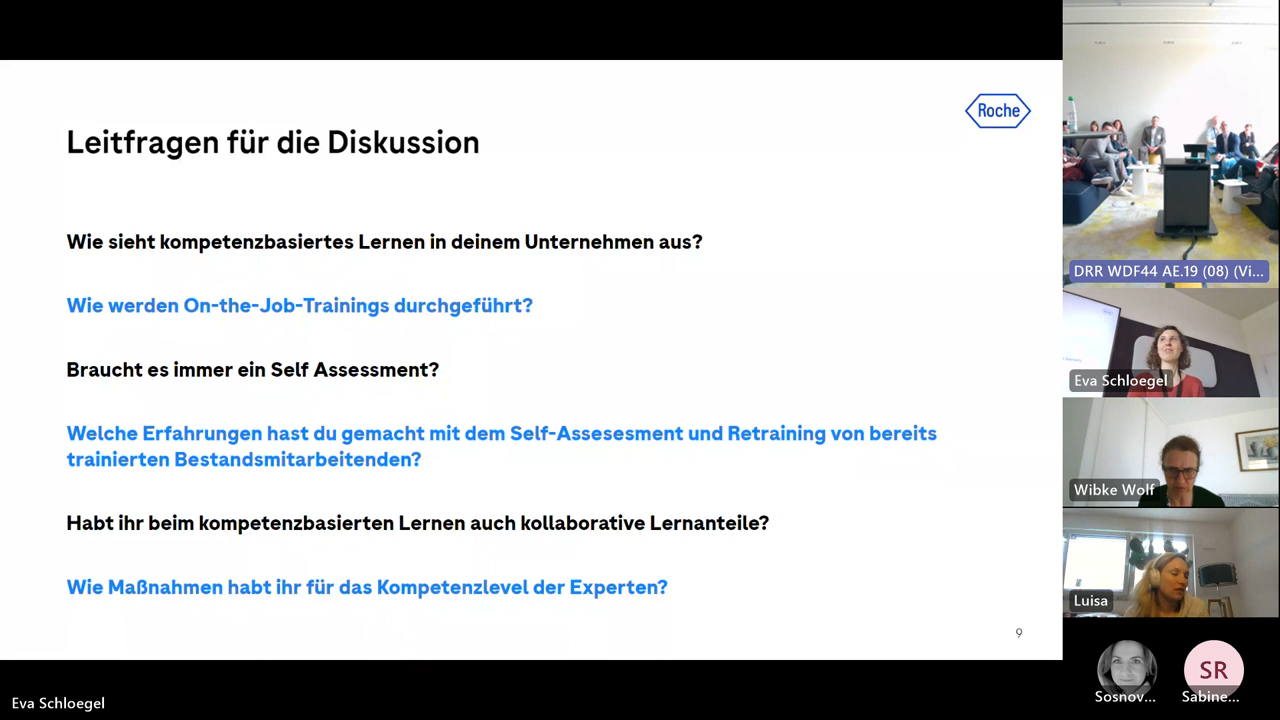 Roche
Leitfragen für die Diskussion
Wie sieht kompetenzbasiertes Lernen in deinem Unternehmen aus?
Wie werden On-the-Job-Trainings durchgeführt?
Braucht es immer ein Self Assessment?
Welche Erfahrungen hast du gemacht mit dem Self-Assesesment und Retraining von bereits
trainierten Bestandsmitarbeitenden?
Habt ihr beim kompetenzbasierten Lernen auch kollaborative Lernanteile?
Wie Maßnahmen habt ihr für das Kompetenzlevel der Experten?
9
Eva Schloegel
DRR WDF44 AE.19 (08) (Vi...
Eva Schloegel
Wibke Wolf
Luisa
SR
Sosnov...
Sabine...